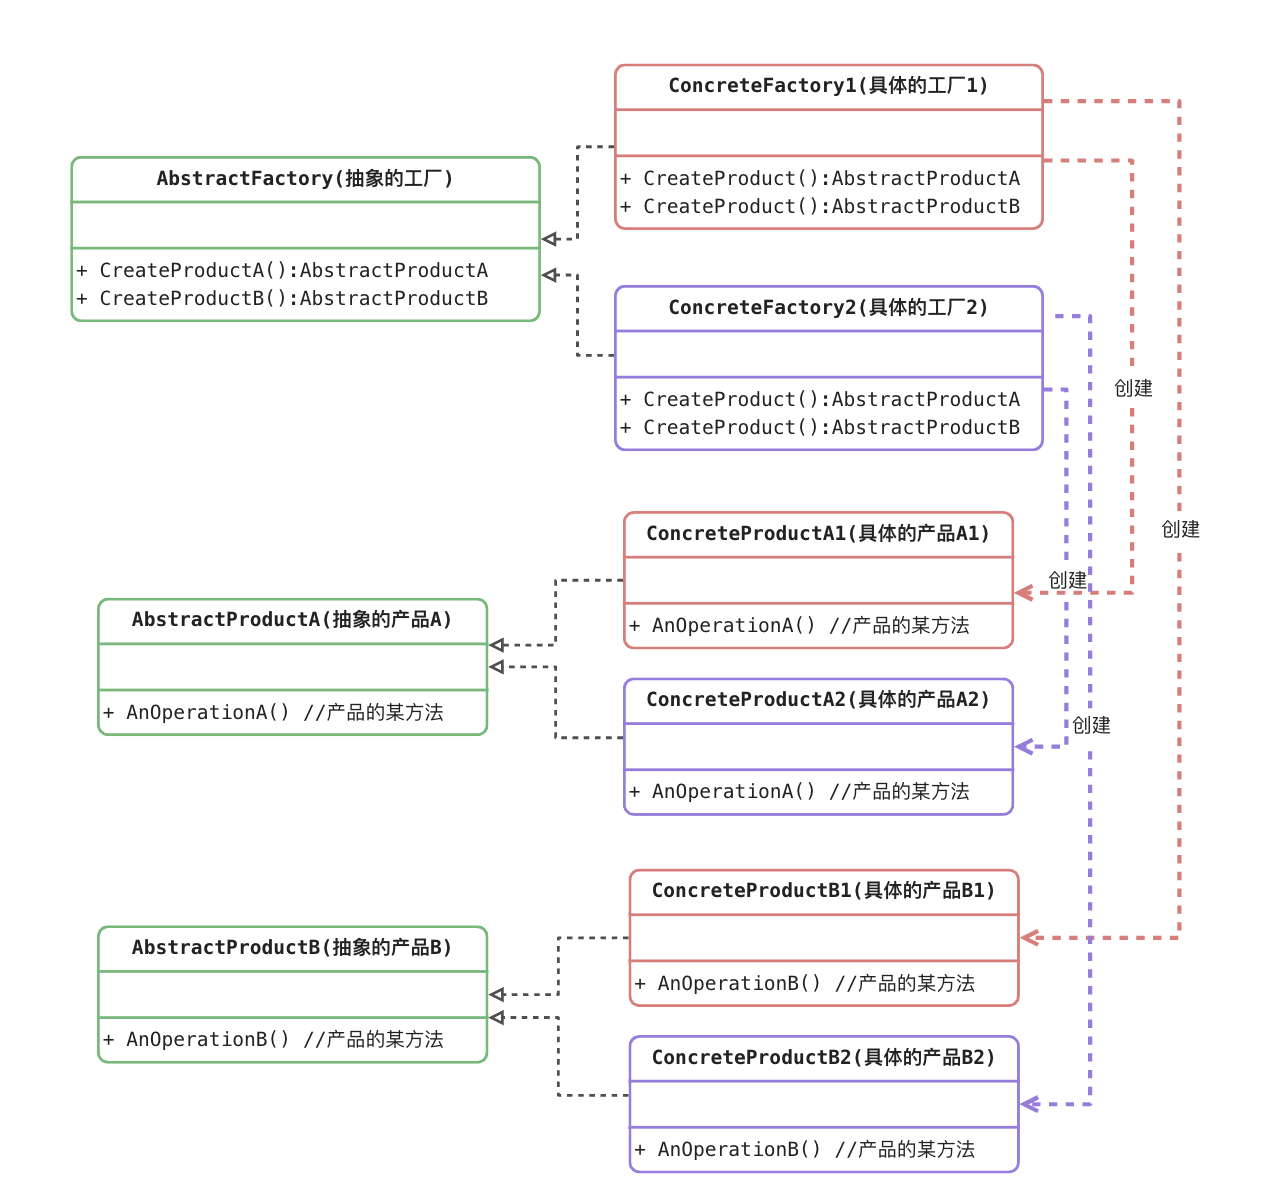 ConcreteFactory1(具体的工厂1)
+ CreateProduct():AbstractProductA
+ CreateProduct():AbstractProductB
AbstractFactory(抽象的工厂)
+ CreateProductA():AbstractProductA
+ CreateProductB():AbstractProductB
ConcreteFactory2(具体的工厂2)
+ CreateProduct():AbstractProductA
+ CreateProduct():AbstractProductB
创建
创建
ConcreteProductA1(具体的产品A1)
+ AnOperationA() //产品的某方法
创建
AbstractProductA(抽象的产品A)
+ AnOperationA() //产品的某方法
ConcreteProductA2(具体的产品A2)
+ AnOperationA() //产品的某方法
创建
ConcreteProductB1(具体的产品B1)
+ AnOperationB() //产品的某方法
AbstractProductB(抽象的产品B)
+ AnOperationB() //产品的某方法
ConcreteProductB2(具体的产品B2)
+ AnOperationB() //产品的某方法